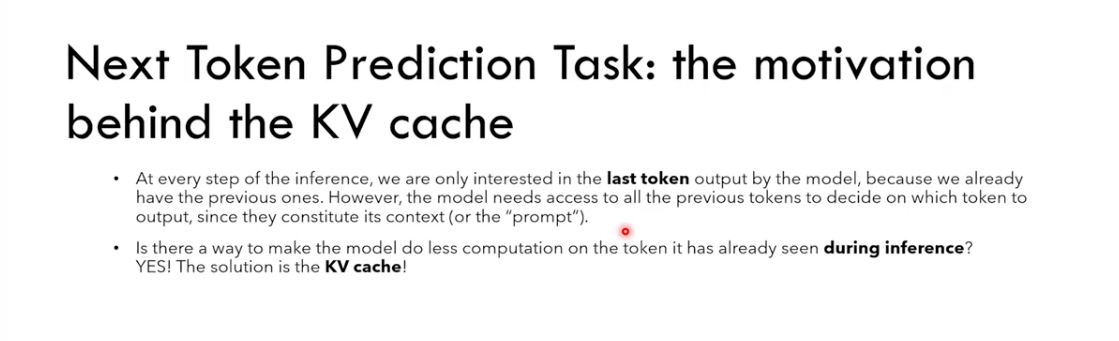 Next Token Prediction Task: the motivation
behind the KV cache
• At every step of the inference, we are only interested in the last token output by the model, because we already
have the previous ones. However, the model needs access to all the previous tokens to decide on which token to
output, since they constitute its context (or the “prompt”).
• Is there a way to make the model do less computation on the token it has already seen during inference?
YES! The solution is the KV cache!